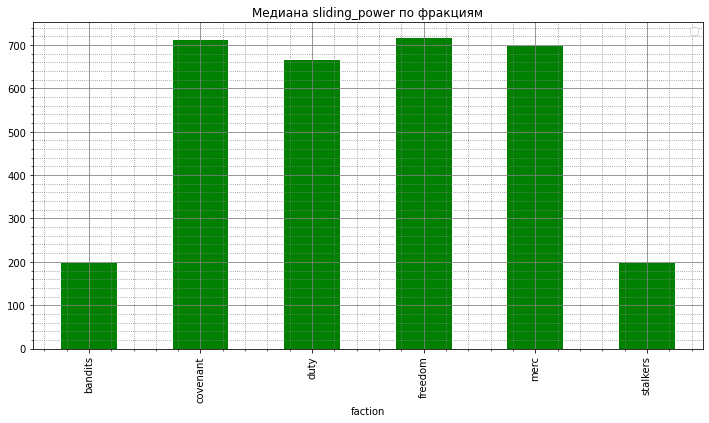 Медиана sliding_power по фракциям
700
600
500
400
300
200
100
0
bandits
covenant
duty
freedom
merc
stalkers
faction